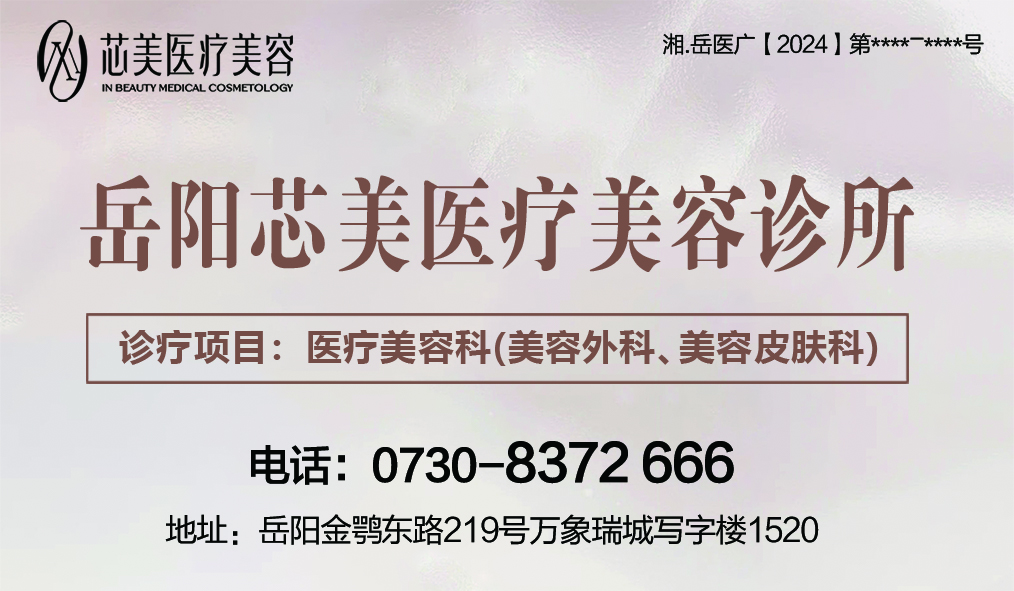 芯美医疗美容
IN BEAUTY MEDICAL COSMETOLOGY
湘.岳医广【2024】第****-****号
岳阳芯美医疗美容诊所
诊疗项目：医疗美容科(美容外科、美容皮肤科)
电话：0730-8372 666
地址：岳阳金鹗东路219号万象瑞城写字楼1520